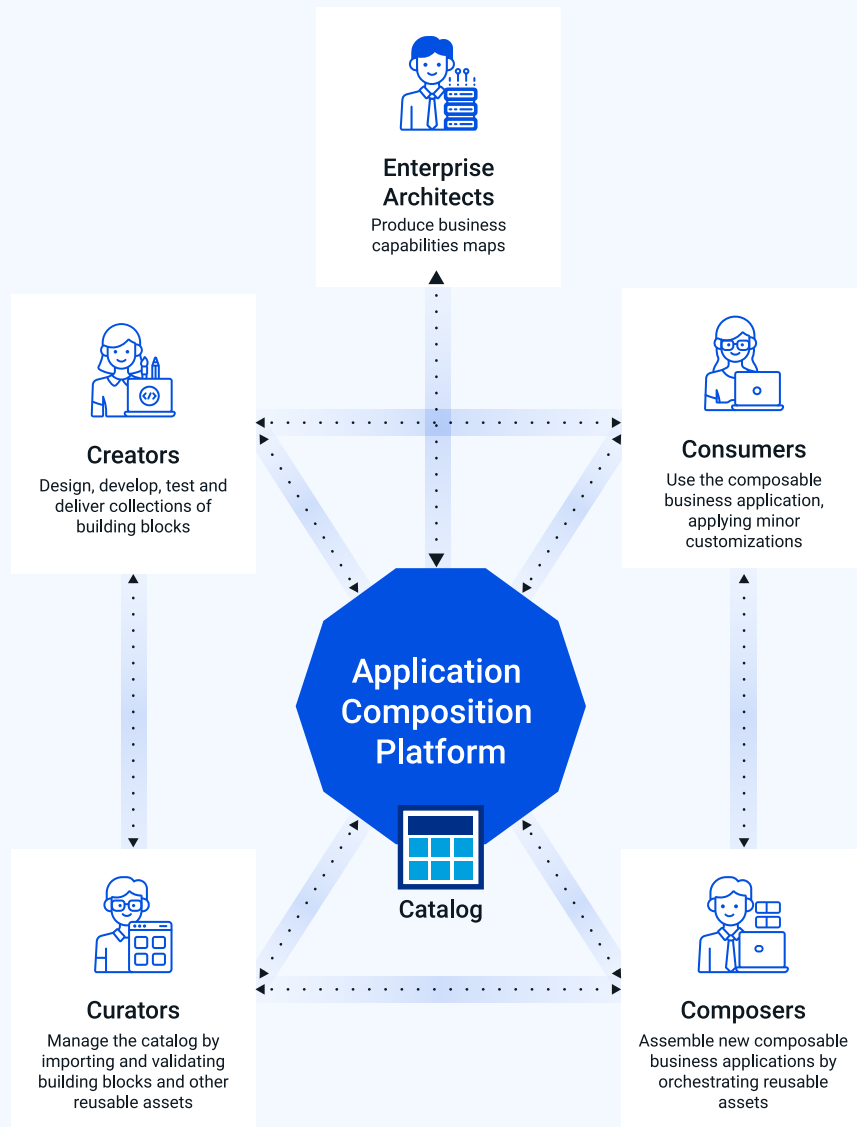 Enterprise
Architects
Produce business
capabilities maps
Creators
Design, develop, test and
deliver collections of
building blocks
Consumers
Use the composable
business application,
applying minor
customizations
Application
Composition
Platform
Catalog
Curators
Manage the catalog by
importing and validating
building blocks and other
reusable assets
Composers
Assemble new composable
business applications by
orchestrating reusable
assets